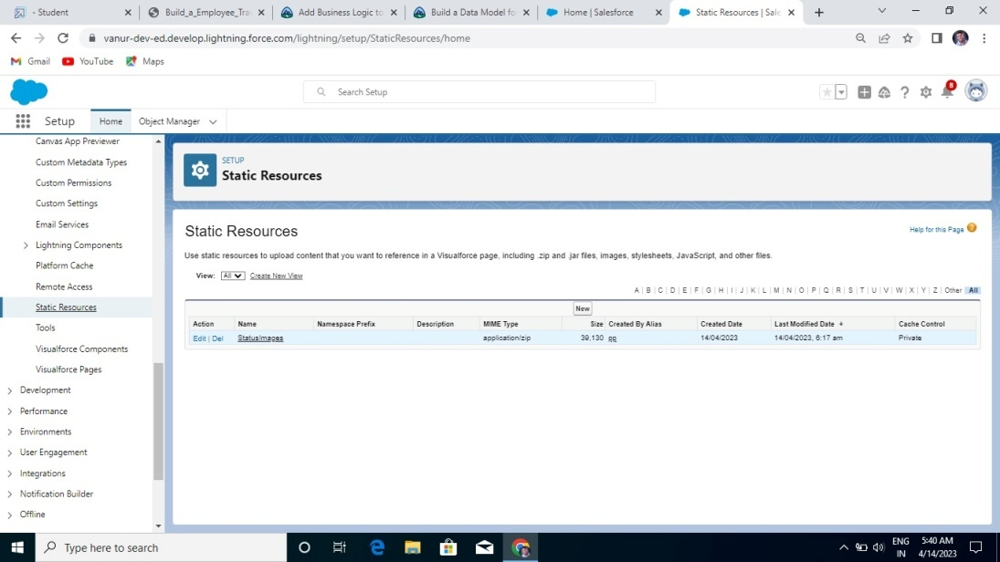 - Student
Build_a_Employee_Tra
Add Business Logic to
Build a Data Model fo
Home | Salesforce
Static Resources | Sale
vanur-dev-ed.develop.lightning.force.com/lightning/setup/StaticResources/home
Gmail YouTube Maps
Search Setup
8
Setup Home Object Manager
Canvas App Previewer
Custom Metadata Types
Custom Permissions
Custom Settings
Email Services
Lightning Components
Platform Cache
Remote Access
Static Resources
Tools
Visualforce Components
Visualforce Pages
Development
Performance
Environments
User Engagement
Integrations
Notification Builder
Offline
SETUP
Static Resources
Static Resources
Help for this Page ?
Use static resources to upload content that you want to reference in a Visualforce page, including .zip and .jar files, images, stylesheets, JavaScript, and other files.
View: All Create New View
A | B | C | D | E | F | G | H | I | J | K | L | M | N | O | P | Q | R | S | T | U | V | W | X | Y | Z | Other All
New
Action Name Namespace Prefix Description MIME Type Size Created By Alias Created Date Last Modified Date Cache Control
Edit | Del StatusImages application/zip 39,130 pp 14/04/2023 14/04/2023, 6:17 am Private
Type here to search
ENG
IN
5:40 AM
4/14/2023